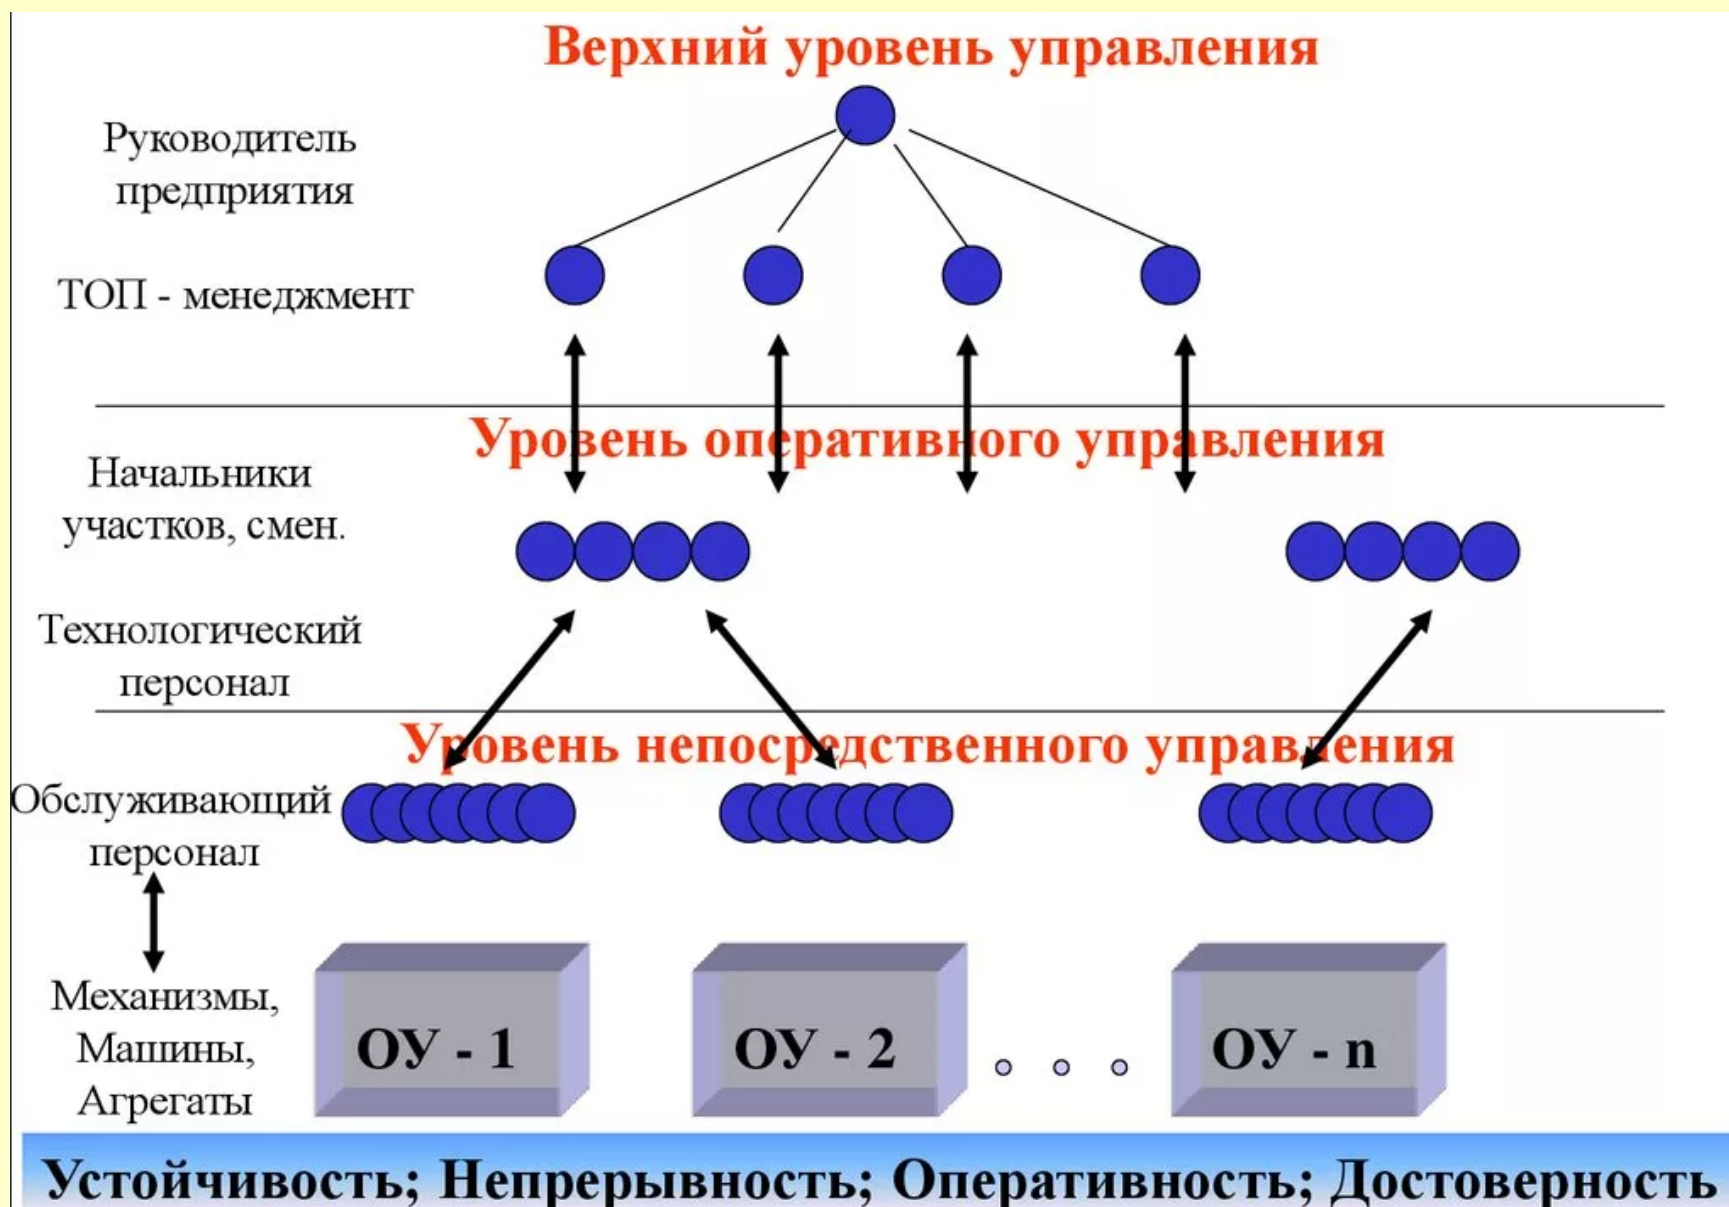 Верхний уровень управления
Руководитель
предприятия
ТОП - менеджмент
Уровень оперативного управления
Начальники
участков, смен.
Технологический
персонал
Уровень непосредственного управления
Обслуживающий
персонал
Механизмы,
Машины,
Агрегаты
ОУ - 1
ОУ - 2
ОУ - n
Устойчивость; Непрерывность; Оперативность; Достоверность